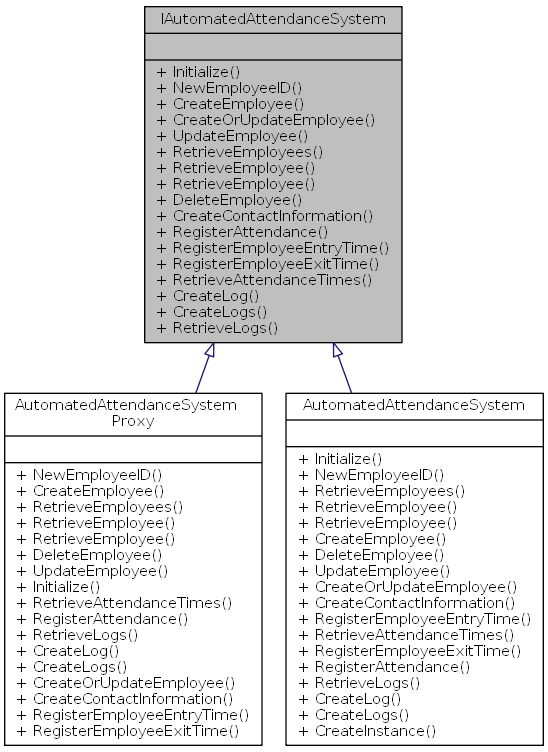 IAutomatedAttendanceSystem
+ Initialize()
+ NewEmployeeID()
+ CreateEmployee()
+ CreateOrUpdateEmployee()
+ UpdateEmployee()
+ RetrieveEmployees()
+ RetrieveEmployee()
+ RetrieveEmployee()
+ DeleteEmployee()
+ CreateContactInformation()
+ RegisterAttendance()
+ RegisterEmployeeEntryTime()
+ RegisterEmployeeExitTime()
+ RetrieveAttendanceTimes()
+ CreateLog()
+ CreateLogs()
+ RetrieveLogs()
AutomatedAttendanceSystem
Proxy
+ NewEmployeeID()
+ CreateEmployee()
+ RetrieveEmployees()
+ RetrieveEmployee()
+ RetrieveEmployee()
+ DeleteEmployee()
+ UpdateEmployee()
+ Initialize()
+ RetrieveAttendanceTimes()
+ RegisterAttendance()
+ RetrieveLogs()
+ CreateLog()
+ CreateLogs()
+ CreateOrUpdateEmployee()
+ CreateContactInformation()
+ RegisterEmployeeEntryTime()
+ RegisterEmployeeExitTime()
AutomatedAttendanceSystem
+ Initialize()
+ NewEmployeeID()
+ RetrieveEmployees()
+ RetrieveEmployee()
+ RetrieveEmployee()
+ CreateEmployee()
+ DeleteEmployee()
+ UpdateEmployee()
+ CreateOrUpdateEmployee()
+ CreateContactInformation()
+ RegisterEmployeeEntryTime()
+ RetrieveAttendanceTimes()
+ RegisterEmployeeExitTime()
+ RegisterAttendance()
+ RetrieveLogs()
+ CreateLog()
+ CreateLogs()
+ CreateInstance()